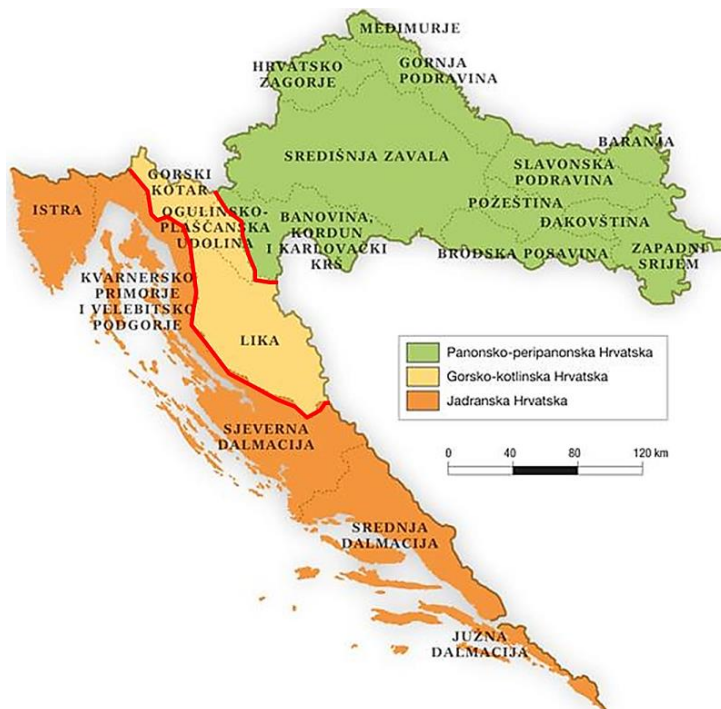 MEĐIMURJE
HRVATSKO
ZAGORJE
GORNJA
PODRAVINA
SREDIŠNJA ZAVALA
BARANJA
SLAVONSKA
PODRAVINA
POŽEŠTINA
ĐAKOVŠTINA
BRODSKA POSAVINA
ZAPADNI
SRIJEM
GORSKI
KOTAR
OGULINSKO-
PLAŠČANSKA
UDOLINA
BANOVINA,
KORDUN
I KARLOVAČKI
KRŠ
ISTRA
KVARNERSKO
PRIMORJE
I VELEBITSKO
PODGORJE
LIKA
SJEVERNA
DALMACIJA
SREDNJA
DALMACIJA
JUŽNA
DALMACIJA
Panonsko-peripanonska Hrvatska
Gorsko-kotlinska Hrvatska
Jadranska Hrvatska
0 40 80 120 km